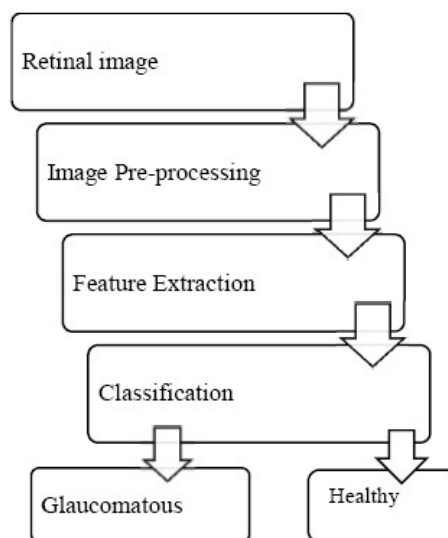 Retinal image
Image Pre-processing
Feature Extraction
Classification
Glaucomatous
Healthy